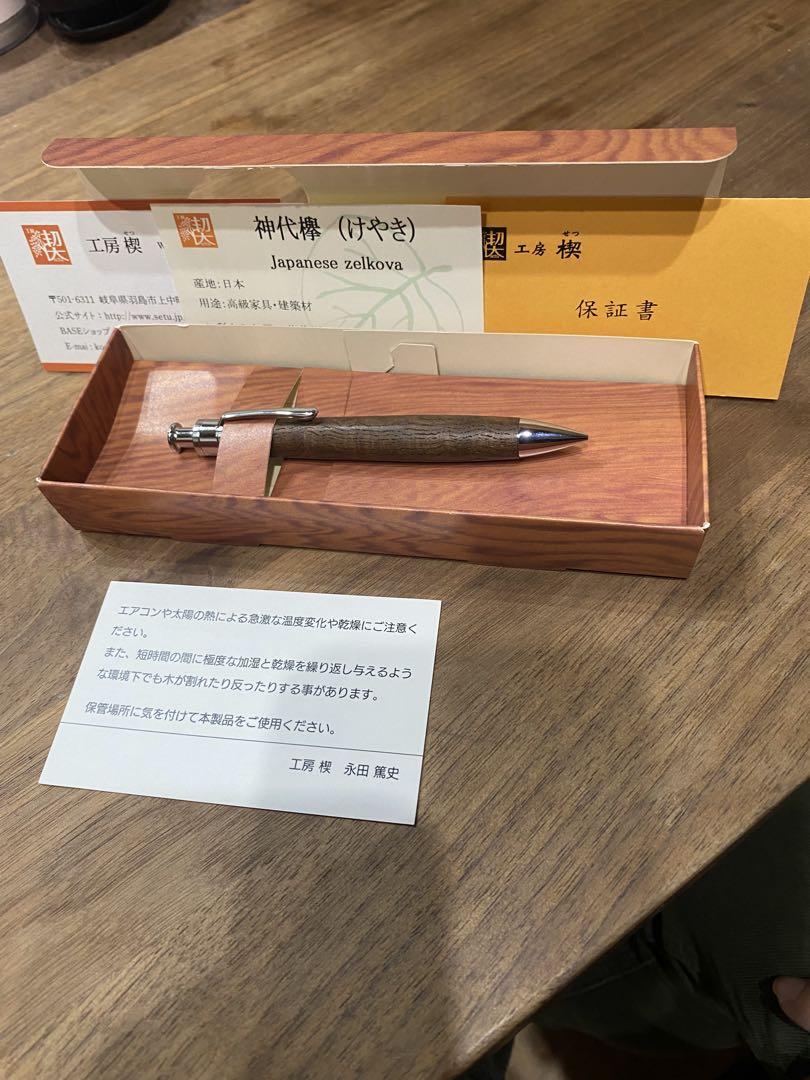 工房 楔
せつ
〒501-6311 岐阜県羽島市上中町
公式サイト：http://www.setu.jp
BASEショップ
E-mai：ko
神代欅（けやき）
Japanese zelkova
産地：日本
用途：高級家具・建築材
工房 楔
せつ
保証書
エアコンや太陽の熱による急激な温度変化や乾燥にご注意く
ださい。
また、短時間の間に極度な加湿と乾燥を繰り返し与えるよう
な環境下でも木が割れたり反ったりする事があります。
保管場所に気を付けて本製品をご使用ください。
工房 楔　永田 篤史